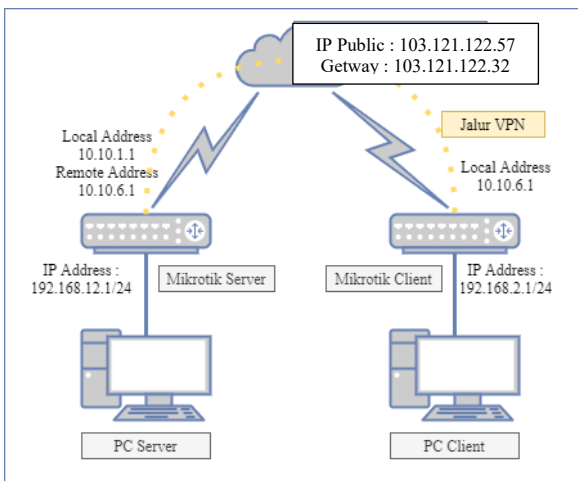 IP Public : 103.121.122.57
Getway : 103.121.122.32
Jalur VPN
Local Address
10.10.1.1
Remote Address
10.10.6.1
Local Address
10.10.6.1
IP Address :
192.168.12.1/24
Mikrotik Server
Mikrotik Client
IP Address :
192.168.2.1/24
PC Server
PC Client